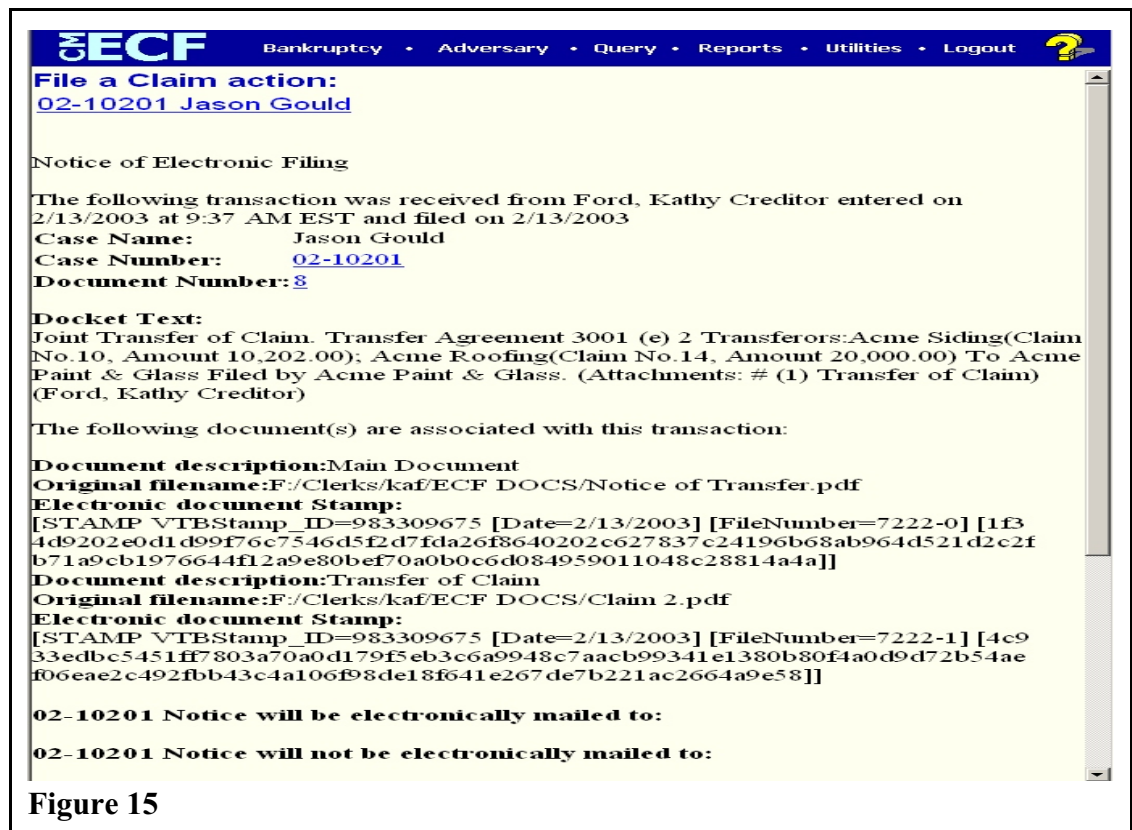 CM ECF Bankruptcy • Adversary • Query • Reports • Utilities • Logout ?
File a Claim action:
02-10201 Jason Gould
Notice of Electronic Filing
The following transaction was received from Ford, Kathy Creditor entered on
2/13/2003 at 9:37 AM EST and filed on 2/13/2003
Case Name: Jason Gould
Case Number: 02-10201
Document Number: 8
Docket Text:
Joint Transfer of Claim. Transfer Agreement 3001 (e) 2 Transferors:Acme Siding(Claim
No.10, Amount 10,202.00); Acme Roofing(Claim No.14, Amount 20,000.00) To Acme
Paint & Glass Filed by Acme Paint & Glass. (Attachments: # (1) Transfer of Claim)
(Ford, Kathy Creditor)
The following document(s) are associated with this transaction:
Document description:Main Document
Original filename:F:/Clerks/kaf/ECF DOCS/Notice of Transfer.pdf
Electronic document Stamp:
[STAMP VTBStamp_ID=983309675 [Date=2/13/2003] [FileNumber=7222-0] [1f3
4d9202e0d1d99f76c7546d5f2d7fda26f8640202c627837c24196b68ab964d521d2c2f
b71a9cb1976644f12a9e80bef70a0b0c6d084959011048c28814a4a]]
Document description:Transfer of Claim
Original filename:F:/Clerks/kaf/ECF DOCS/Claim 2.pdf
Electronic document Stamp:
[STAMP VTBStamp_ID=983309675 [Date=2/13/2003] [FileNumber=7222-1] [4c9
33edbc5451ff7803a70a0d179f5eb3c6a9948c7aacb99341e1380b80f4a0d9d72b54ae
f06eae2c492fbb43c4a106f98de18f641e267de7b221ac2664a9e58]]
02-10201 Notice will be electronically mailed to:
02-10201 Notice will not be electronically mailed to:
Figure 15